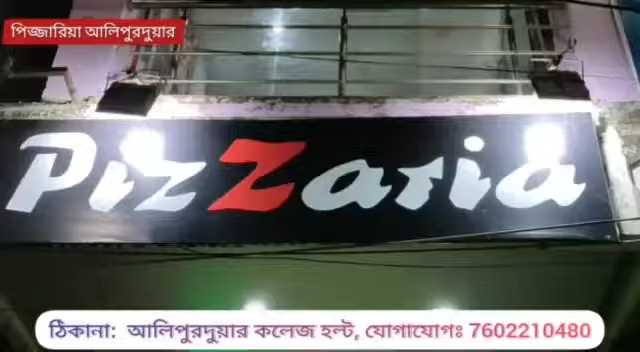 পিজ্জারিয়া আলিপুরদুয়ার
PizZaria
ঠিকানা: আলিপুরদুয়ার কলেজ হল্ট, যোগাযোগঃ 7602210480